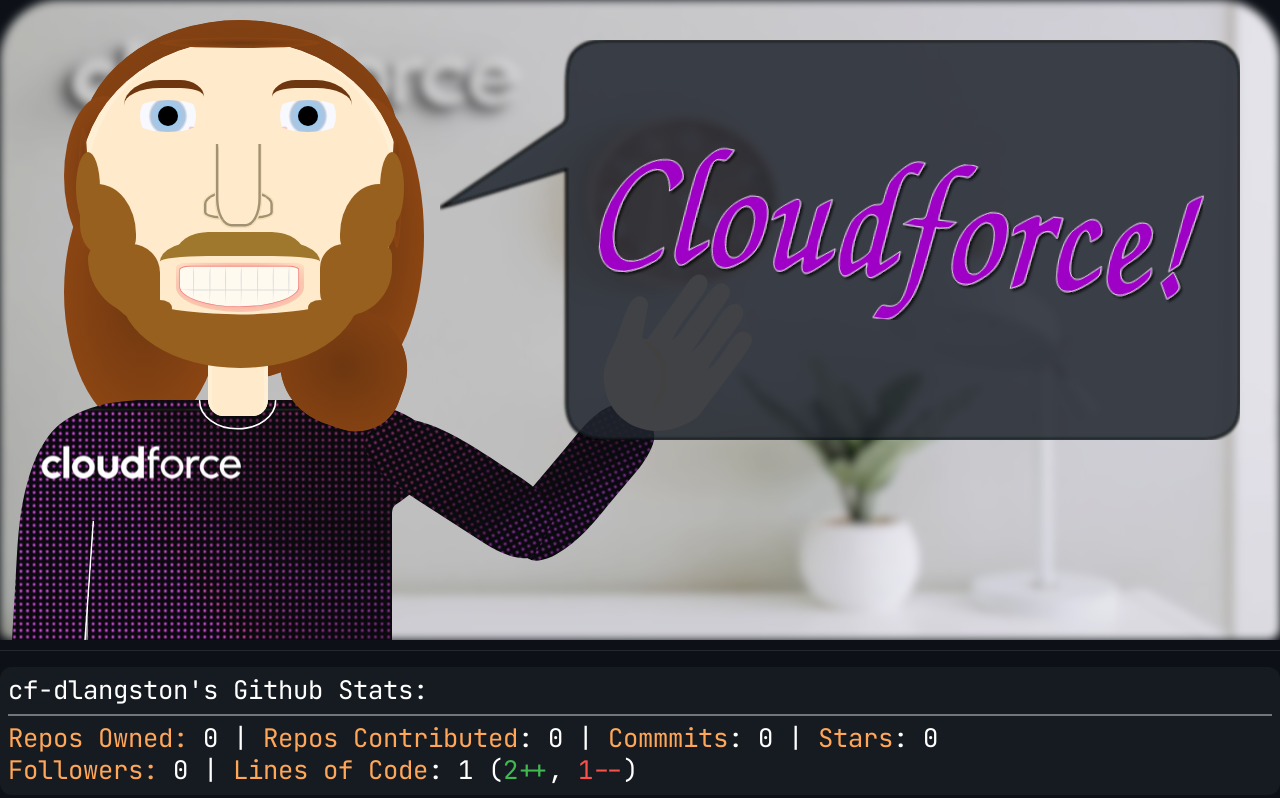 cloudforce
Cloudforce!
cloudforce
cf-dlangston's Github Stats:
Repos Owned: 0 | Repos Contributed: 0 | Commmits: 0 | Stars: 0
Followers: 0 | Lines of Code: 1 (2++, 1--)